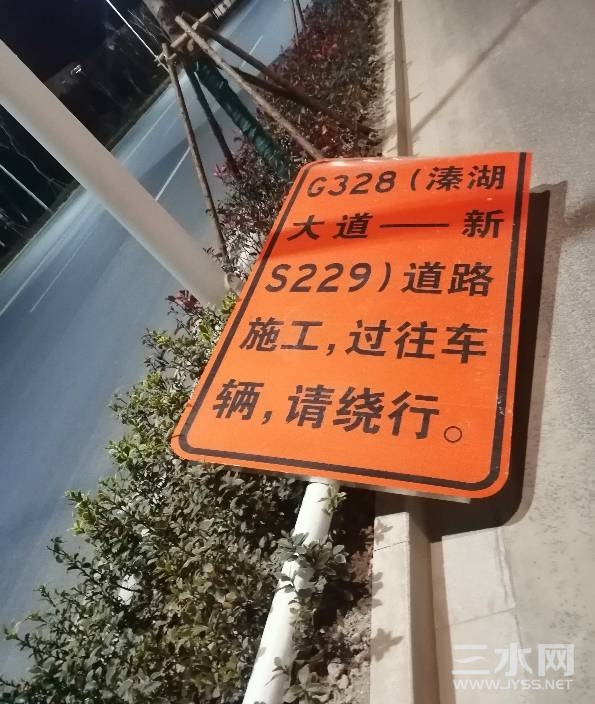 G328(溱湖
大道——新
S229)道路
施工,过往车
辆,请绕行。
三水网
WWW.JYSS.NET